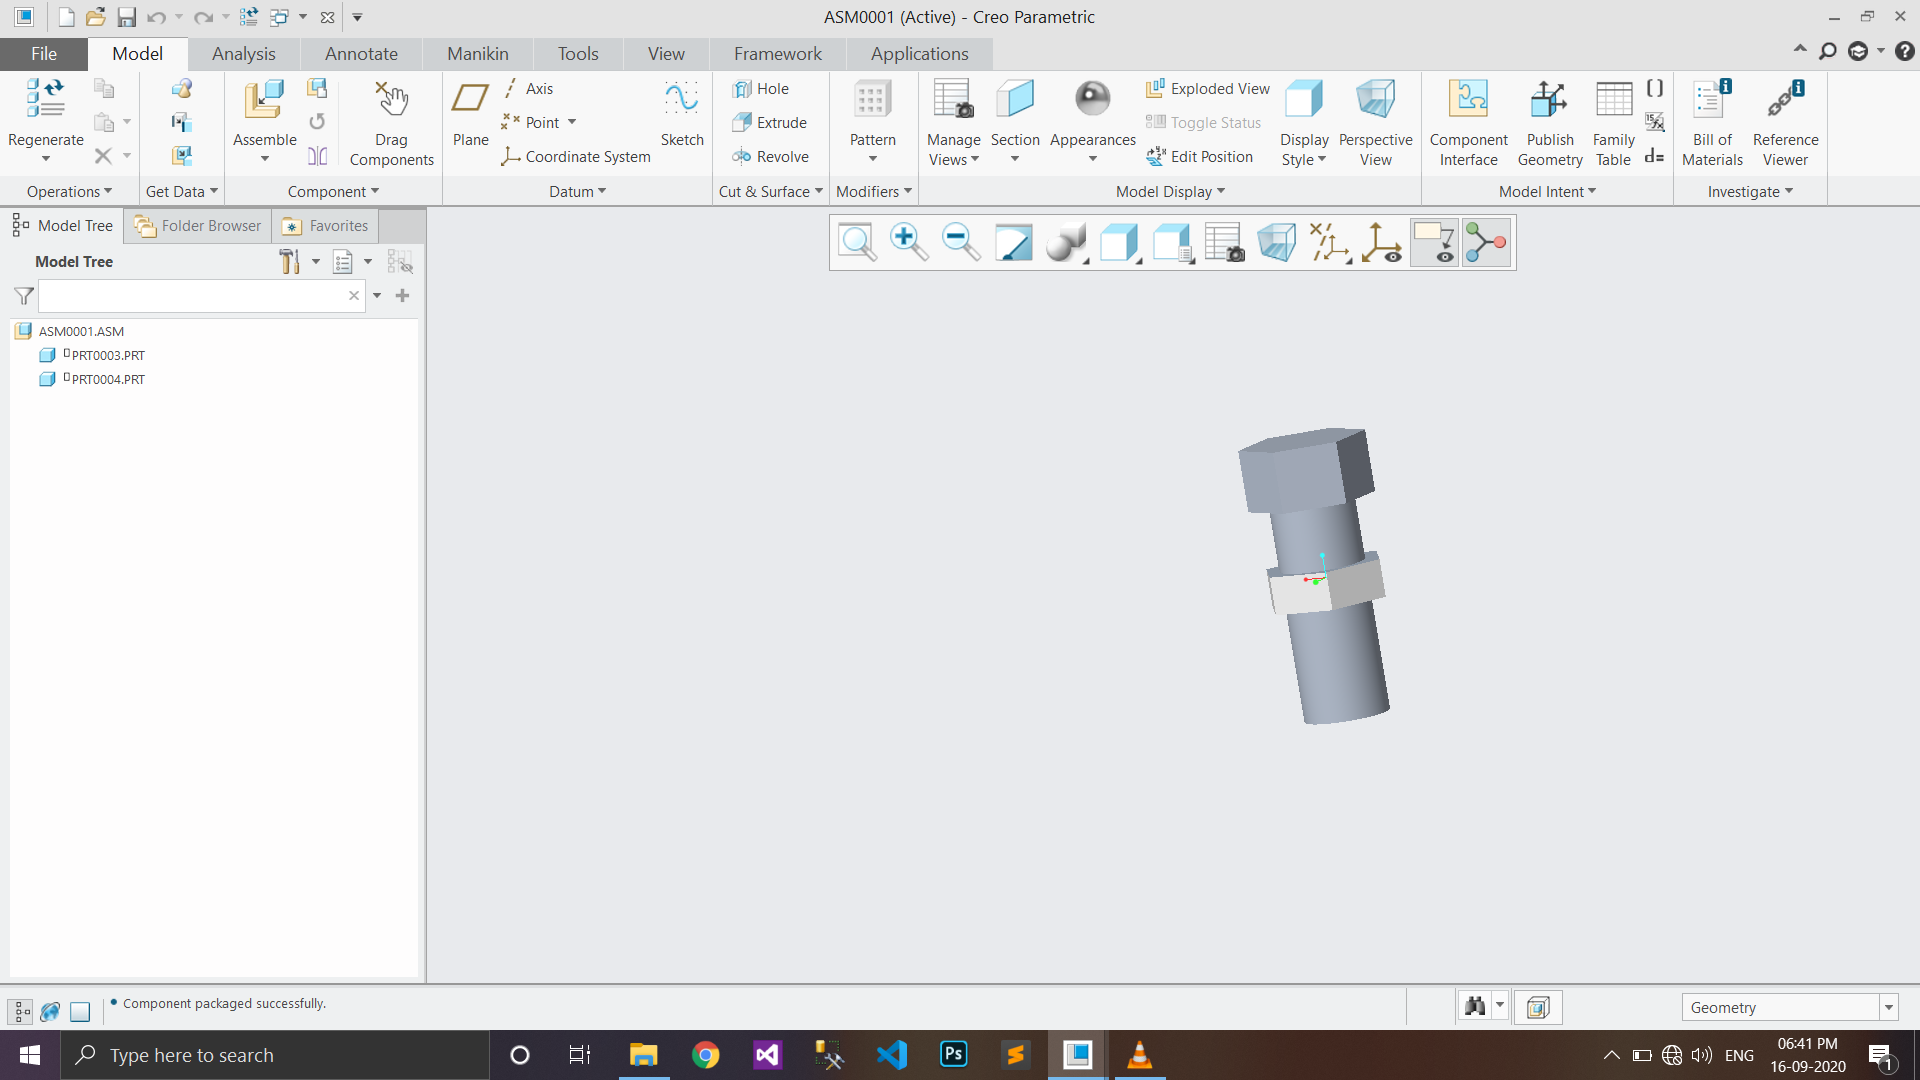 ASM0001 (Active) - Creo Parametric
File Model Analysis Annotate Manikin Tools View Framework Applications
Regenerate
Operations
Get Data
Assemble
Drag Components
Component
Plane
Axis
Point
Coordinate System
Sketch
Datum
Hole
Extrude
Revolve
Cut & Surface
Pattern
Modifiers
Manage Views
Section
Appearances
Exploded View
Toggle Status
Edit Position
Display Style
Perspective View
Model Display
Component Interface
Publish Geometry
Family Table
d=
Model Intent
Bill of Materials
Reference Viewer
Investigate
Model Tree Folder Browser Favorites
Model Tree
ASM0001.ASM
PRT0003.PRT
PRT0004.PRT
Component packaged successfully.
Geometry
Type here to search
Ps
ENG
06:41 PM
16-09-2020
1